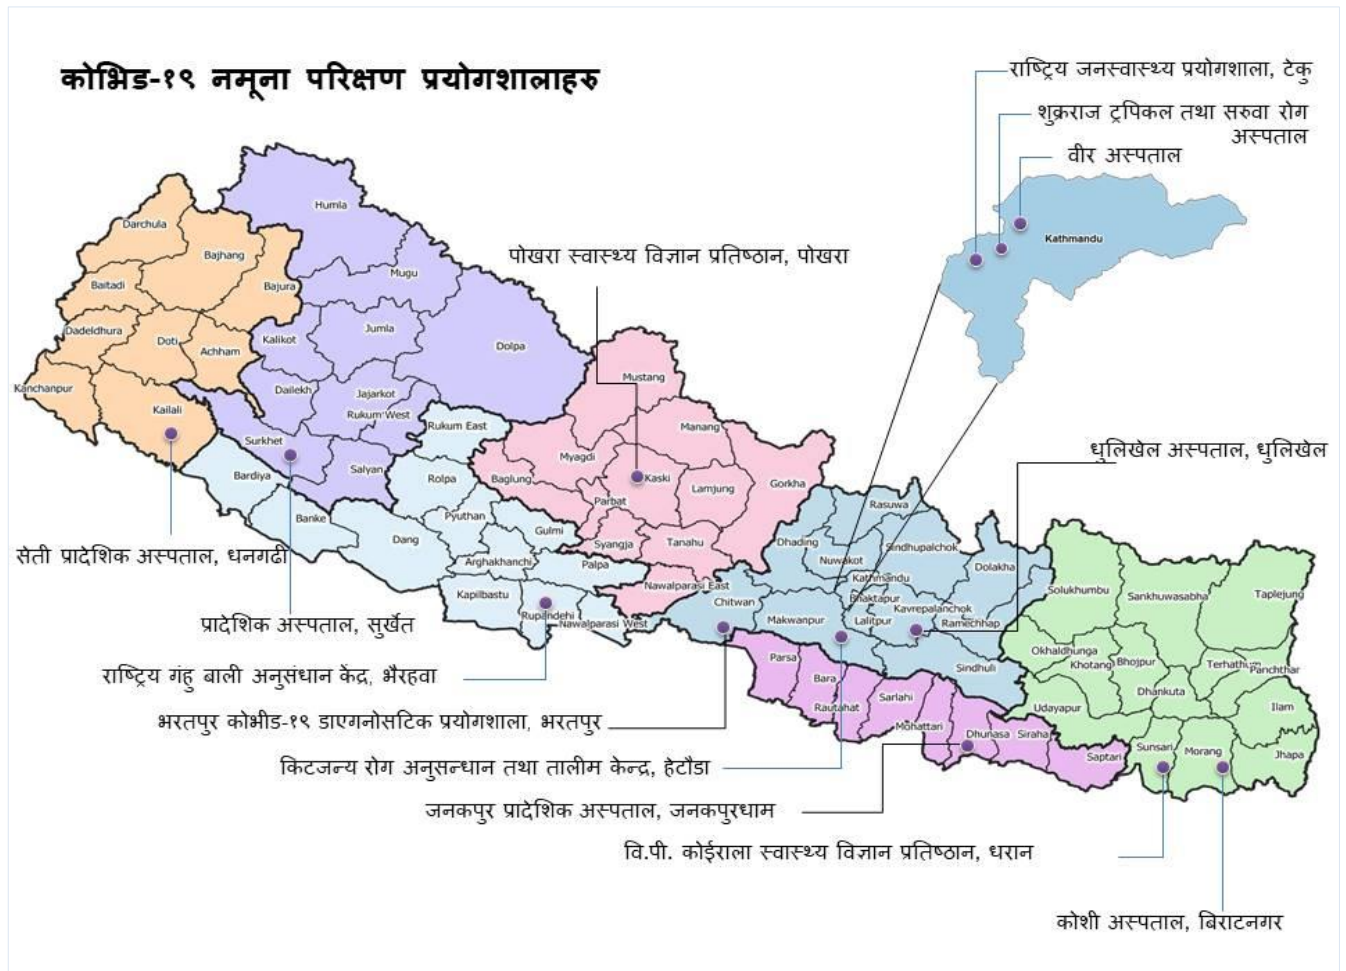 कोभिड-१९ नमूना परिक्षण प्रयोगशालाहरु
राष्ट्रिय जनस्वास्थ्य प्रयोगशाला, टेकु
शुक्रराज ट्रपिकल तथा सरुवा रोग
अस्पताल
वीर अस्पताल
Kathmandu
पोखरा स्वास्थ्य विज्ञान प्रतिष्ठान, पोखरा
धुलिखेल अस्पताल, धुलिखेल
Humla
Darchula
Bajhang
Mugu
Baitadi
Bajura
Dadeldhura
Doti
Achham
Kalikot
Jumla
Dolpa
Kanchanpur
Kailali
Dailekh
Jajarkot
Rukum West
Rukum East
Surkhet
Salyan
Bardiya
Banke
Rolpa
Pyuthan
Dang
Gulmi
Arghakhanchi
Palpa
Kapilbastu
Rupandehi
Nawalparasi West
Mustang
Manang
Myagdi
Baglung
Kaski
Lamjung
Gorkha
Parbat
Syangja
Tanahu
Nawalparasi East
Rasuwa
Dhading
Nuwakot
Sindhupalchok
Dolakha
Kathmandu
Bhaktapur
Kavrepalanchok
Chitwan
Makwanpur
Lalitpur
Ramechhap
Sindhuli
Solukhumbu
Sankhuwasabha
Taplejung
Okhaldhunga
Khotang
Bhojpur
Terhathum
Panchthar
Dhankuta
Udayapur
Ilam
Sunsari
Morang
Jhapa
Parsa
Bara
Rautahat
Sarlahi
Mohattari
Dhunasa
Siraha
Saptari
सेती प्रादेशिक अस्पताल, धनगढी
प्रादेशिक अस्पताल, सुर्खेत
राष्ट्रिय गंहु बाली अनुसंधान केंद्र, भैरहवा
भरतपुर कोभीड-१९ डाएगनोसटिक प्रयोगशाला, भरतपुर
किटजन्य रोग अनुसन्धान तथा तालीम केन्द्र, हेटौडा
जनकपुर प्रादेशिक अस्पताल, जनकपुरधाम
वि.पी. कोईराला स्वास्थ्य विज्ञान प्रतिष्ठान, धरान
कोशी अस्पताल, बिराटनगर